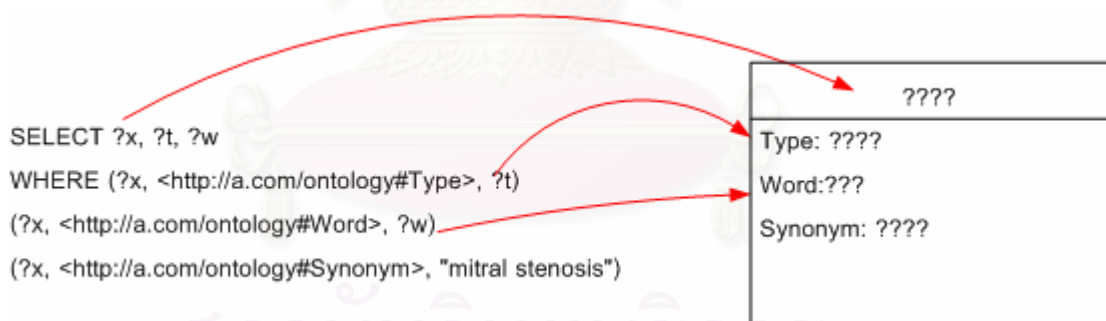 SELECT ?x, ?t, ?w
WHERE (?x, <http://a.com/ontology#Type>, ?t)
(?x, <http://a.com/ontology#Word>, ?w)
(?x, <http://a.com/ontology#Synonym>, "mitral stenosis")
????
Type: ????
Word:???
Synonym: ????